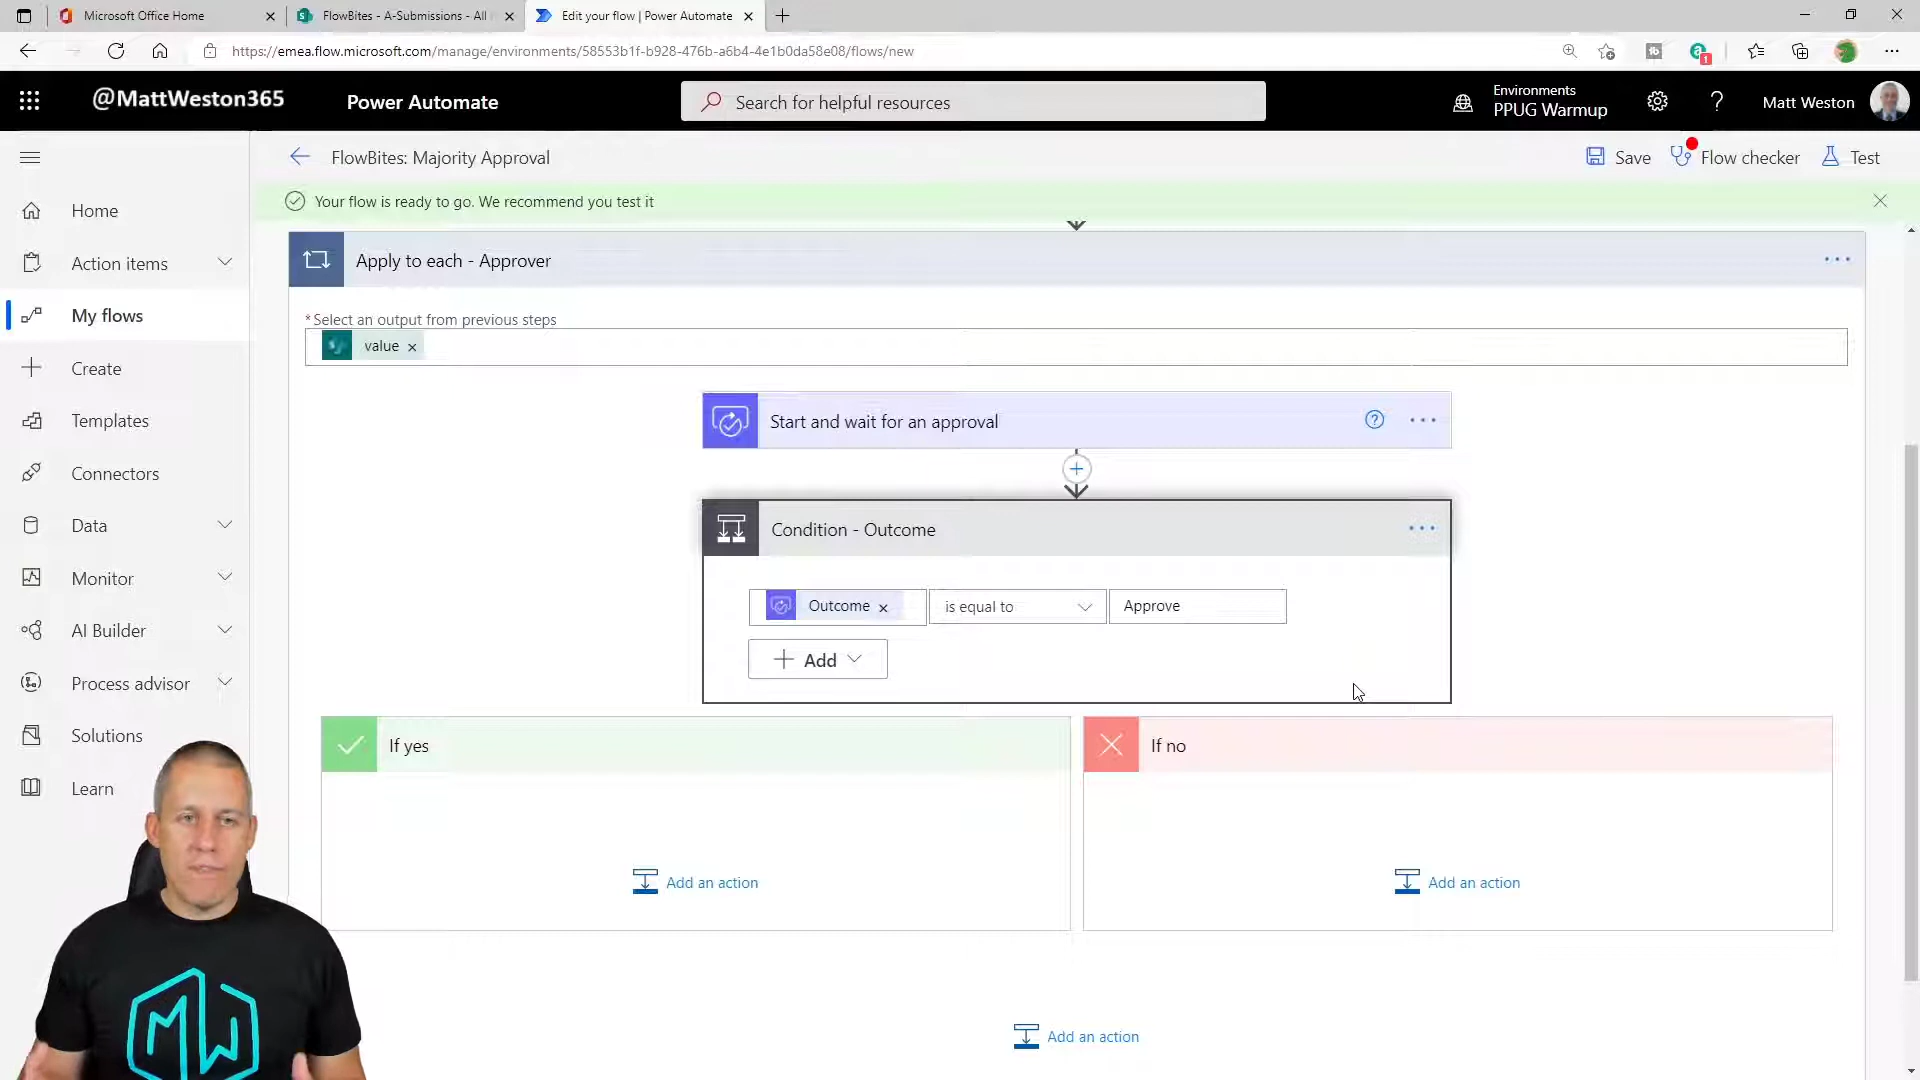 Microsoft Office Home
FlowBites - A-Submissions - All
Edit your flow | Power Automate
https://emea.flow.microsoft.com/manage/environments/58553b1f-b928-476b-a6b4-4e1b0da58e08/flows/new
1
@MattWeston365
Power Automate
Search for helpful resources
Environments
PPUG Warmup
?
Matt Weston
FlowBites: Majority Approval
Save
Flow checker
Test
Your flow is ready to go. We recommend you test it
Home
Action items
My flows
Create
Templates
Connectors
Data
Monitor
AI Builder
Process advisor
Solutions
Learn
Apply to each - Approver
* Select an output from previous steps
value
Start and wait for an approval
?
Condition - Outcome
Outcome
is equal to
Approve
Add
If yes
If no
Add an action
Add an action
Add an action
MW